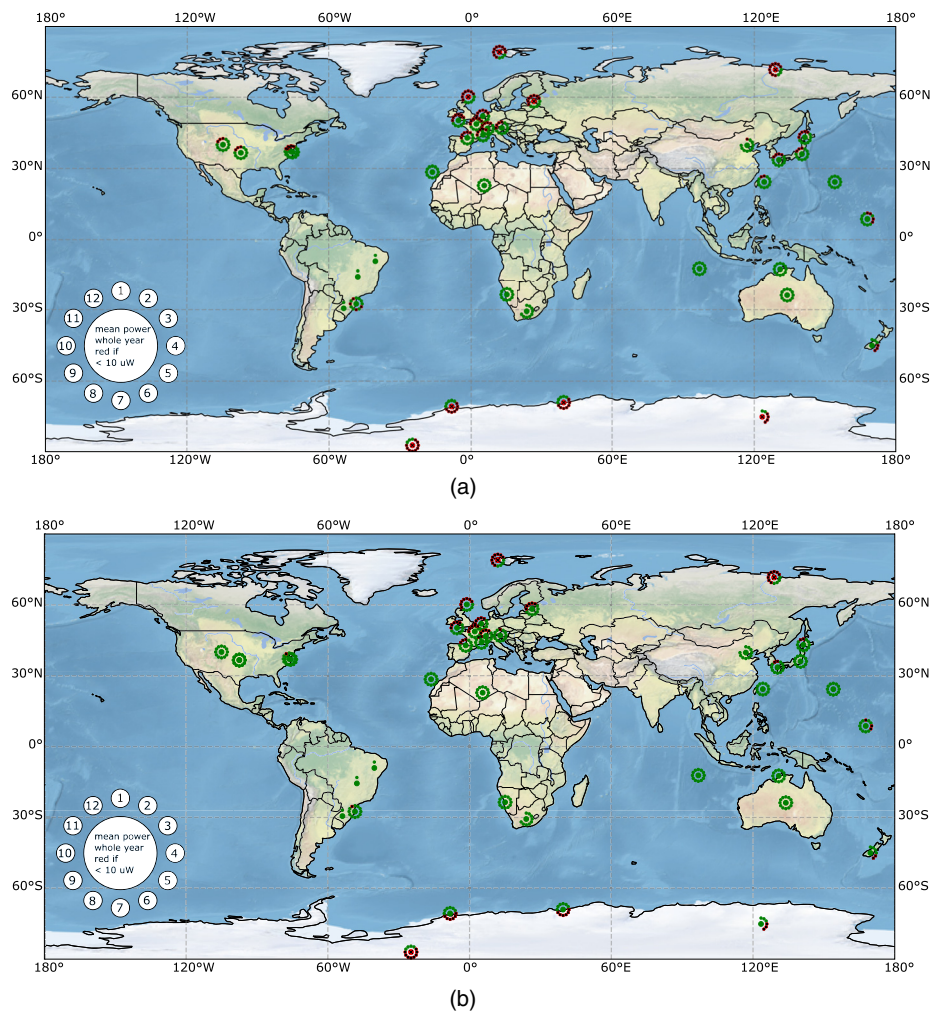 180° 120°W 60°W 0° 60°E 120°E 180°
60°N 60°N
30°N 30°N
0° 0°
30°S 30°S
60°S 60°S
12 1 2
11 3
10 4
9 5
8 7 6
mean power
whole year
red if
< 10 uW
180° 120°W 60°W 0° 60°E 120°E 180°
(a)
180° 120°W 60°W 0° 60°E 120°E 180°
60°N 60°N
30°N 30°N
0° 0°
30°S 30°S
60°S 60°S
12 1 2
11 3
10 4
9 5
8 7 6
mean power
whole year
red if
< 10 uW
180° 120°W 60°W 0° 60°E 120°E 180°
(b)